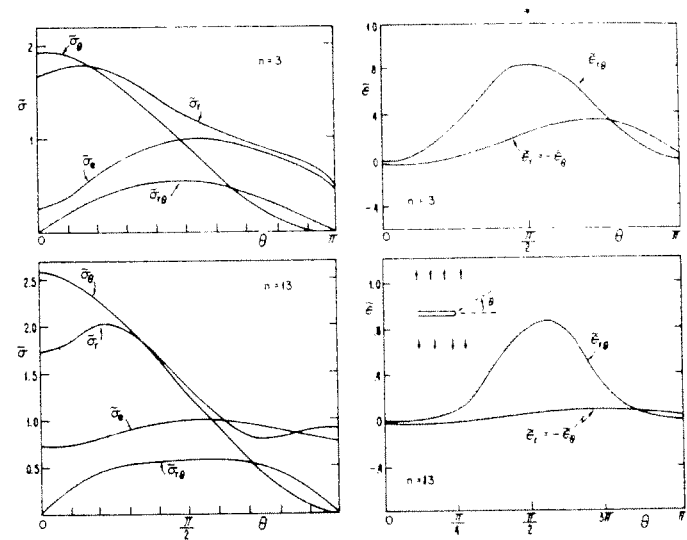 2
σ̃θ
n = 3
σ̃
σ̃r
1
σ̃e
σ̃rθ
0
θ
π
1.0
.8
ε̃
ε̃rθ
.4
0
ε̃r = -ε̃θ
n = 3
-.4
0
π/2
θ
π
2.5
σ̃θ
n = 13
2.0
σ̃
σ̃r
1.5
σ̃e
1.0
0.5
σ̃rθ
0
π/2
θ
π
1.0
ε̃
θ
.8
ε̃rθ
.4
0
ε̃r = -ε̃θ
-.4
n = 13
0
π/4
π/2
θ
π